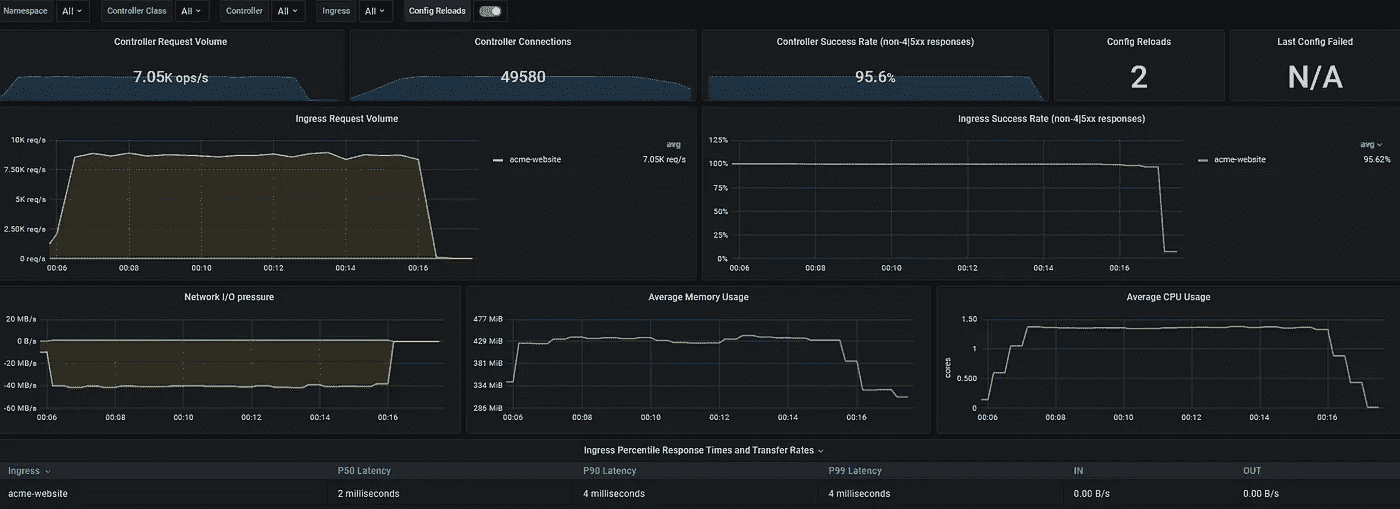 Namespace All Controller Class All Controller All Ingress All Config Reloads
Controller Request Volume
7.05K ops/s
Controller Connections
49580
Controller Success Rate (non-4|5xx responses)
95.6%
Config Reloads
2
Last Config Failed
N/A
Ingress Request Volume
10K req/s
7.50K req/s
5K req/s
2.50K req/s
0 req/s
00:06 00:08 00:10 00:12 00:14 00:16
avg
acme-website 7.05K req/s
Ingress Success Rate (non-4|5xx responses)
125%
100%
75%
50%
25%
0%
00:06 00:08 00:10 00:12 00:14 00:16
avg
acme-website 95.62%
Network I/O pressure
20 MB/s
0 B/s
-20 MB/s
-40 MB/s
-60 MB/s
00:06 00:08 00:10 00:12 00:14 00:16
Average Memory Usage
477 MiB
429 MiB
381 MiB
334 MiB
286 MiB
00:06 00:08 00:10 00:12 00:14 00:16
Average CPU Usage
cores
1.50
1
0.500
0
00:06 00:08 00:10 00:12 00:14 00:16
Ingress Percentile Response Times and Transfer Rates
Ingress P50 Latency P90 Latency P99 Latency IN OUT
acme-website 2 milliseconds 4 milliseconds 4 milliseconds 0.00 B/s 0.00 B/s